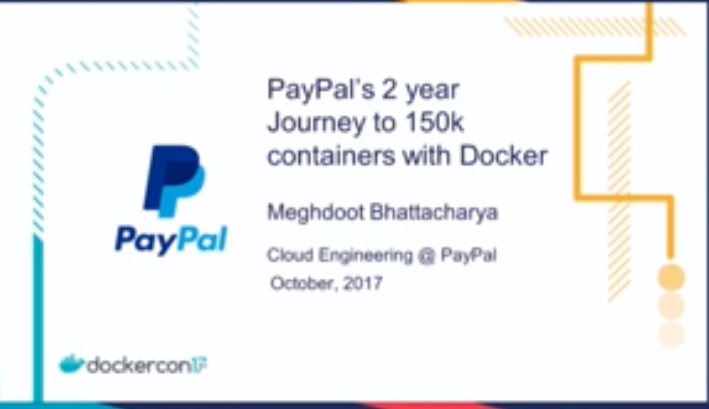 PayPal's 2 year
Journey to 150k
containers with Docker
Meghdoot Bhattacharya
PayPal
Cloud Engineering @ PayPal
October, 2017
dockercon17